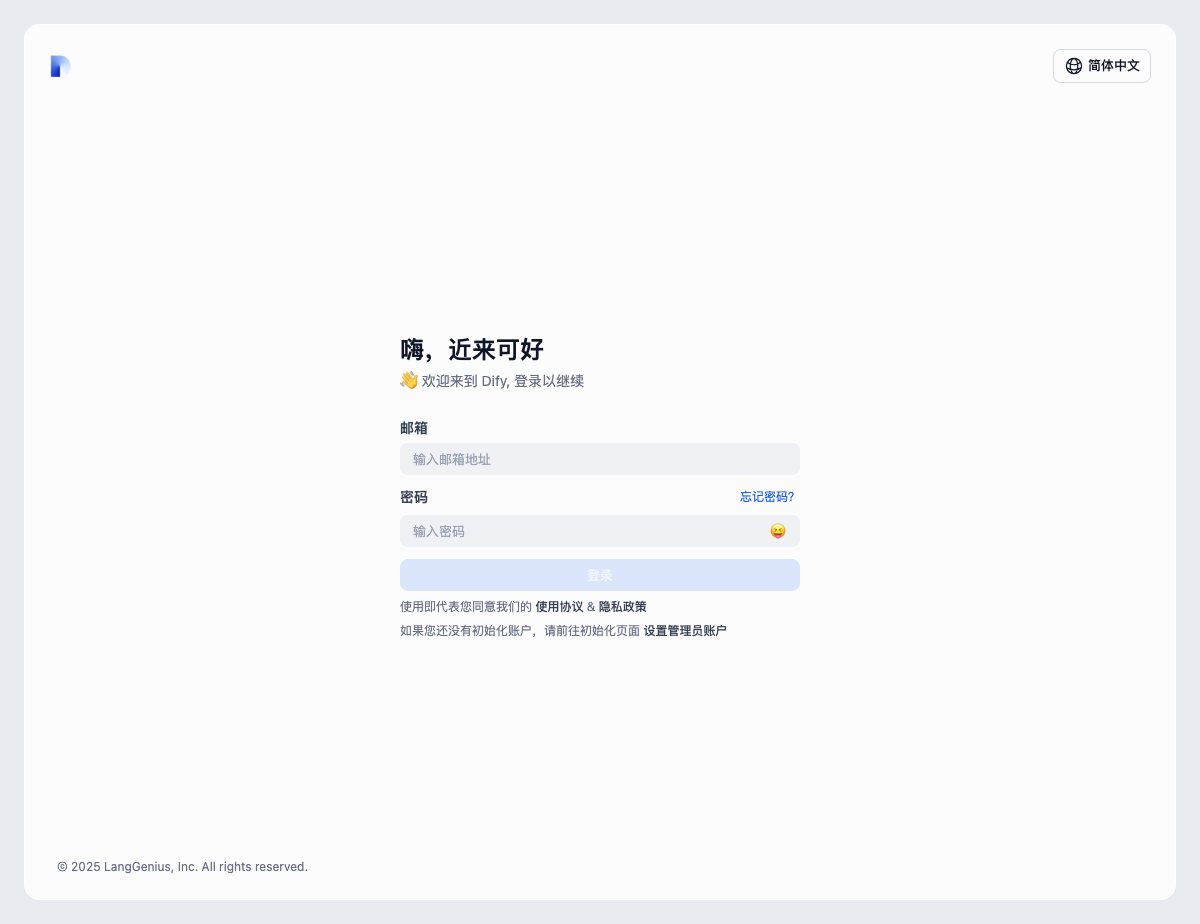 简体中文
嗨，近来可好
👋 欢迎来到 Dify, 登录以继续
邮箱
输入邮箱地址
密码 忘记密码?
输入密码 😝
登录
使用即代表您同意我们的 使用协议 & 隐私政策
如果您还没有初始化账户，请前往初始化页面 设置管理员账户
© 2025 LangGenius, Inc. All rights reserved.